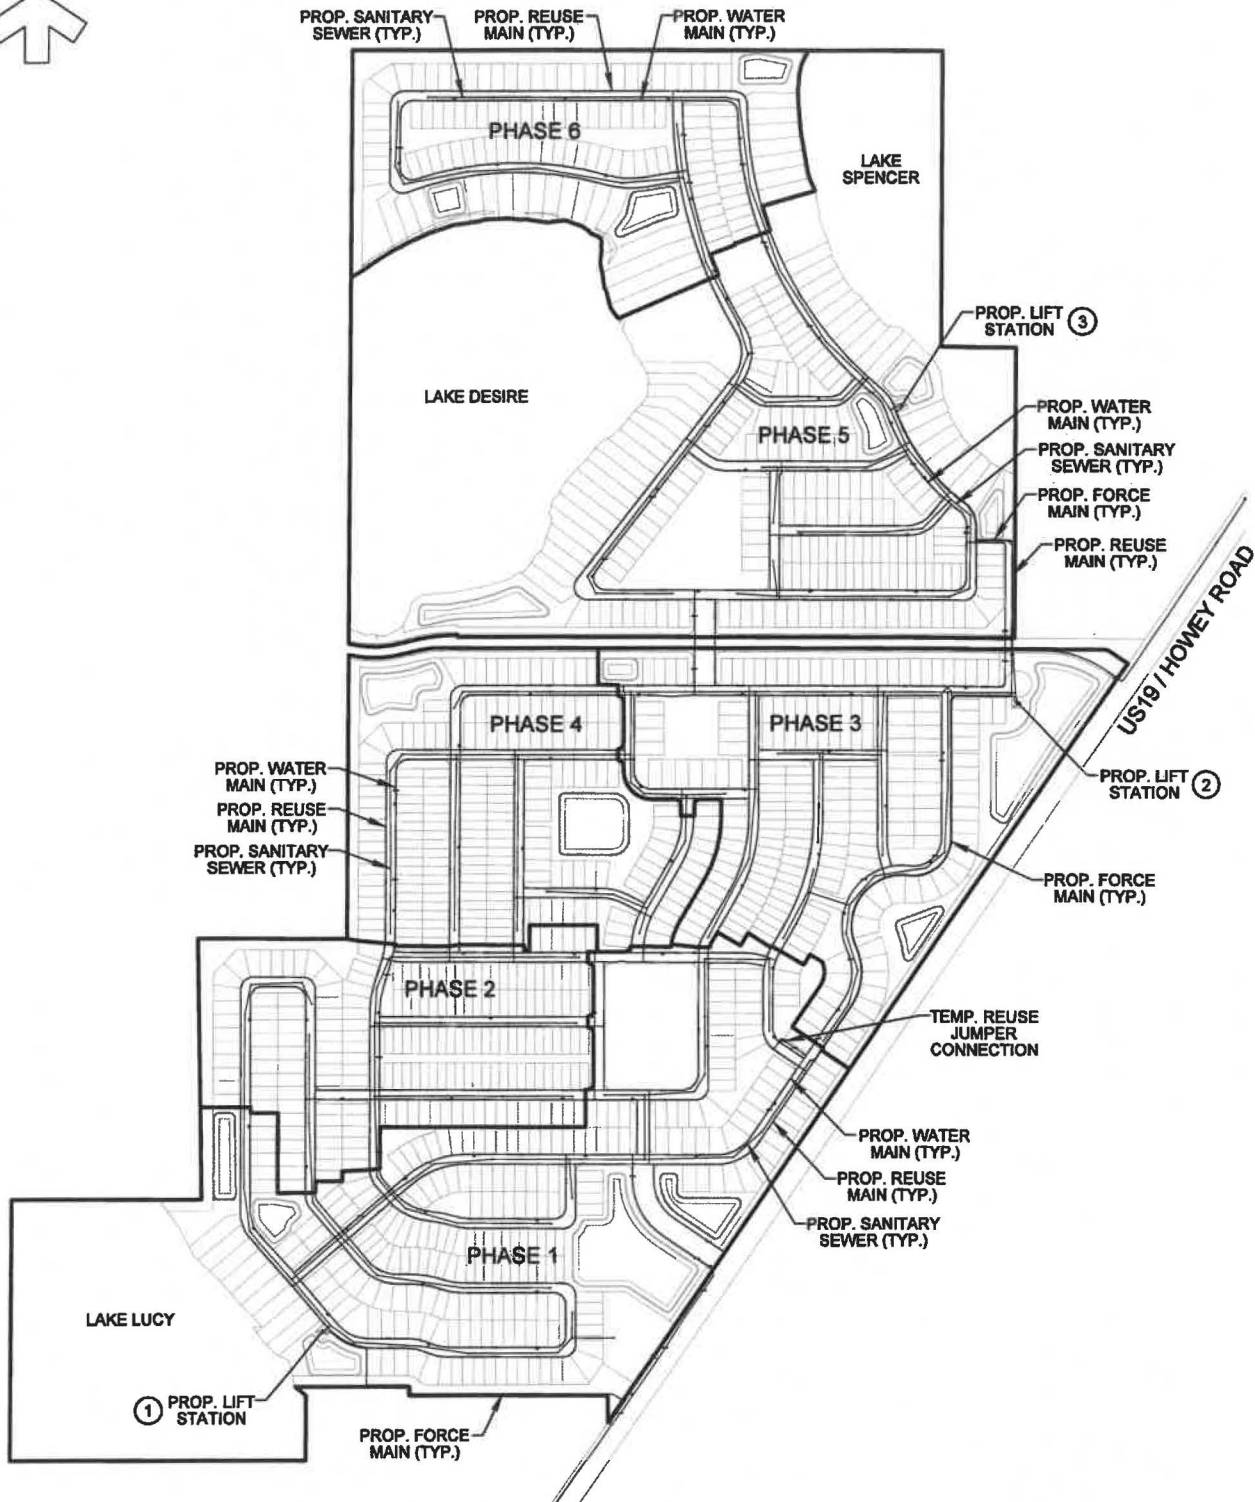 PROP. SANITARY
SEWER (TYP.)
PROP. REUSE
MAIN (TYP.)
PROP. WATER
MAIN (TYP.)
PHASE 6
LAKE
SPENCER
PROP. LIFT
STATION
3
LAKE DESIRE
PROP. WATER
MAIN (TYP.)
PHASE 5
PROP. SANITARY
SEWER (TYP.)
PROP. FORCE
MAIN (TYP.)
PROP. REUSE
MAIN (TYP.)
US19 / HOWEY ROAD
PHASE 4
PHASE 3
PROP. WATER
MAIN (TYP.)
PROP. LIFT
STATION
2
PROP. REUSE
MAIN (TYP.)
PROP. SANITARY
SEWER (TYP.)
PROP. FORCE
MAIN (TYP.)
PHASE 2
TEMP. REUSE
JUMPER
CONNECTION
PROP. WATER
MAIN (TYP.)
PROP. REUSE
MAIN (TYP.)
PROP. SANITARY
SEWER (TYP.)
PHASE 1
LAKE LUCY
1
PROP. LIFT
STATION
PROP. FORCE
MAIN (TYP.)